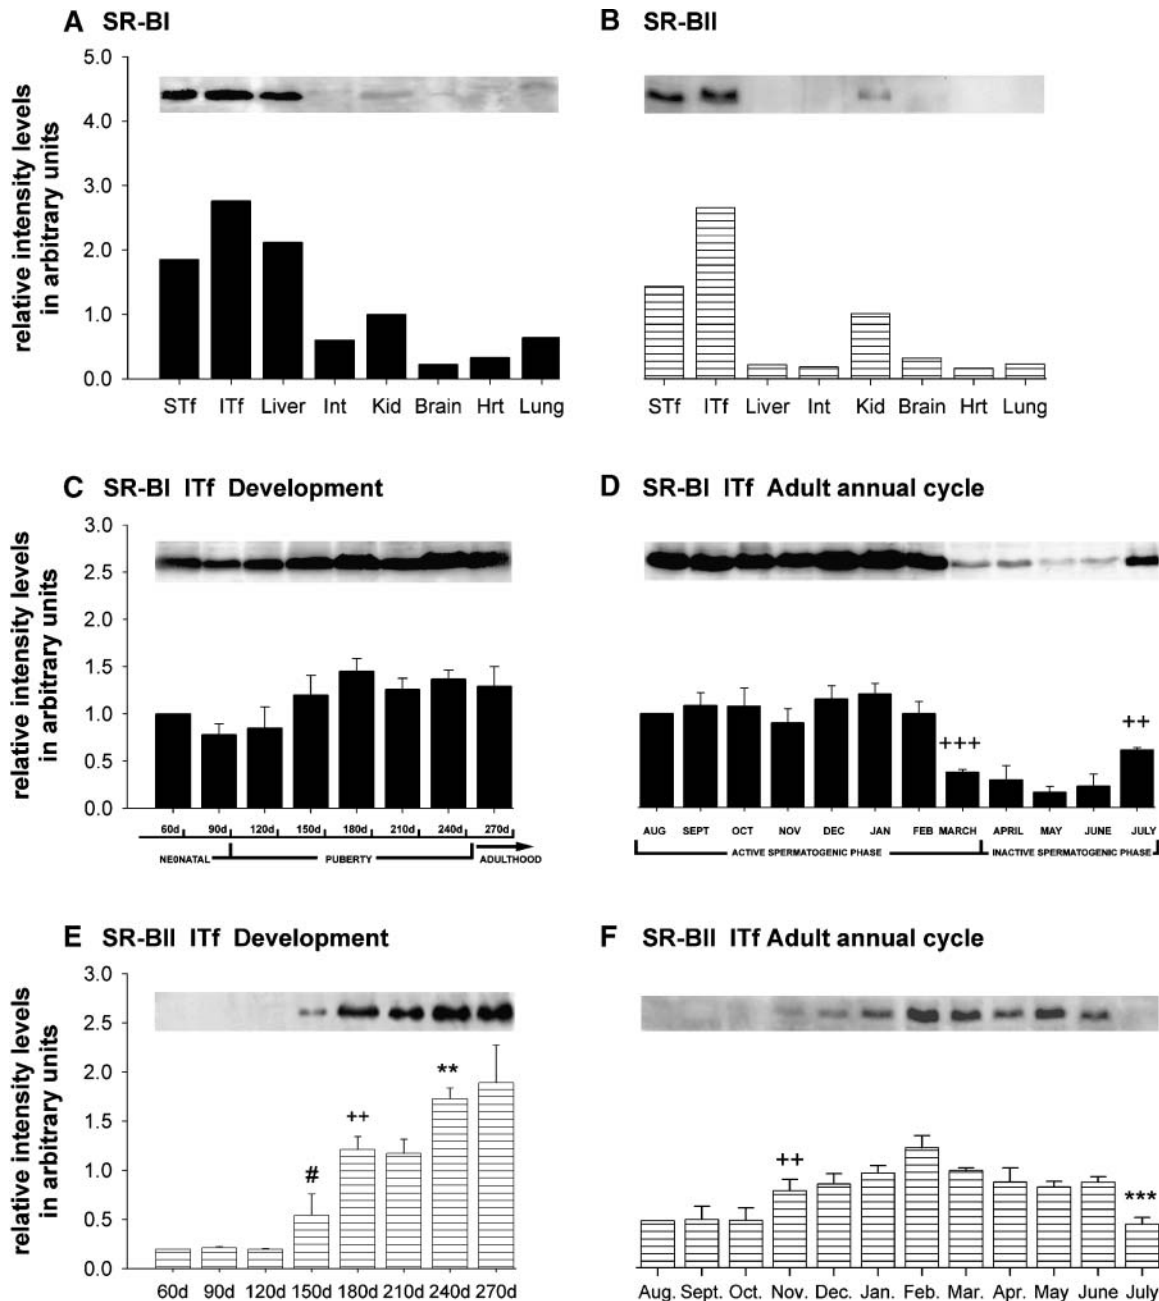 A SR-BI
B SR-BII
relative intensity levels
in arbitrary units
5.0
4.0
3.0
2.0
1.0
0.0
STf ITf Liver Int Kid Brain Hrt Lung
STf ITf Liver Int Kid Brain Hrt Lung
C SR-BI ITf Development
D SR-BI ITf Adult annual cycle
relative intensity levels
in arbitrary units
3.0
2.5
2.0
1.5
1.0
0.5
0.0
60d 90d 120d 150d 180d 210d 240d 270d
NEONATAL PUBERTY ADULTHOOD
+++
++
AUG SEPT OCT NOV DEC JAN FEB MARCH APRIL MAY JUNE JULY
ACTIVE SPERMATOGENIC PHASE INACTIVE SPERMATOGENIC PHASE
E SR-BII ITf Development
F SR-BII ITf Adult annual cycle
relative intensity levels
in arbitrary units
3.0
2.5
2.0
1.5
1.0
0.5
0.0
#
++
**
60d 90d 120d 150d 180d 210d 240d 270d
++
***
Aug. Sept. Oct. Nov. Dec. Jan. Feb. Mar. Apr. May June July